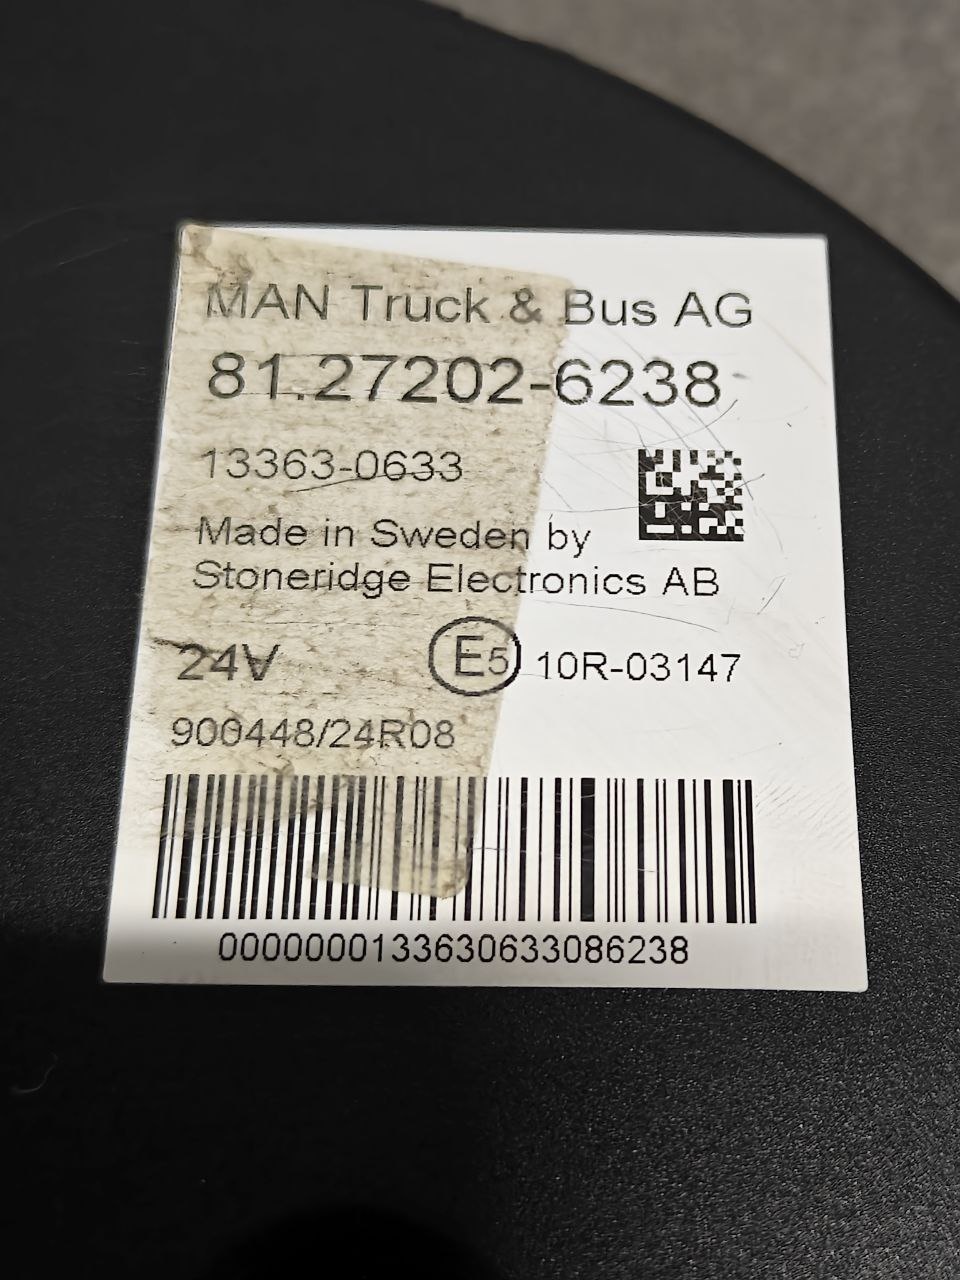 MAN Truck & Bus AG
81.27202-6238
13363-0633
Made in Sweden by
Stoneridge Electronics AB
24V
E5 10R-03147
900448/24R08
0000000133630633086238